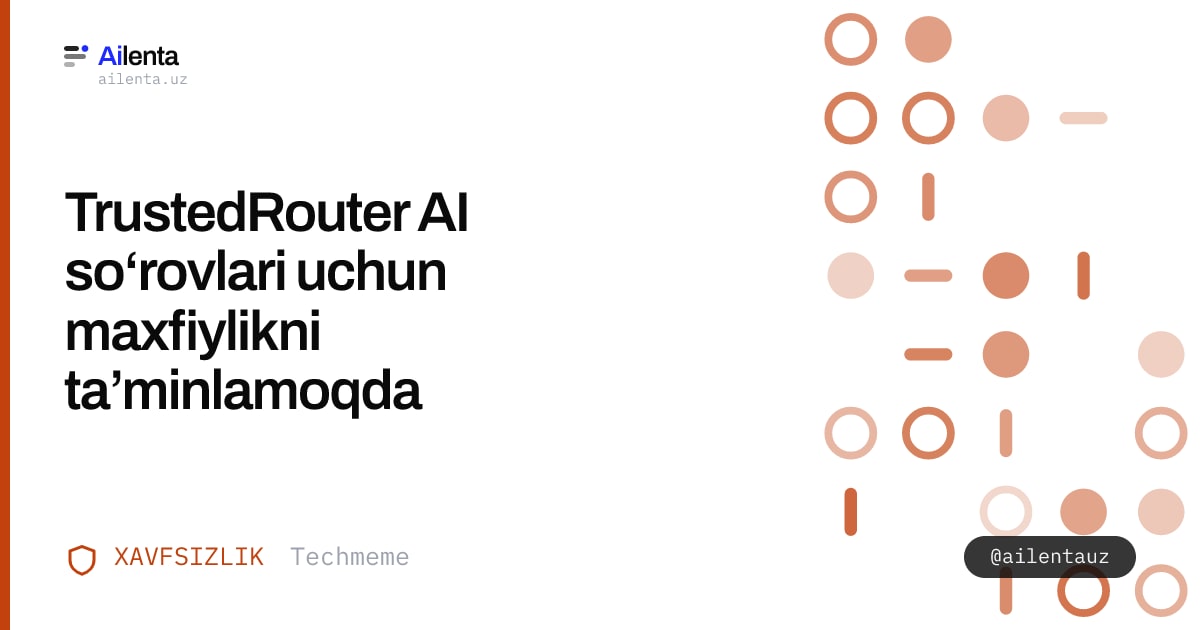 Ailenta
ailenta.uz
TrustedRouter AI
so‘rovlari uchun
maxfiylikni
ta’minlamoqda
XAVFSIZLIK Techmeme
@ailentauz